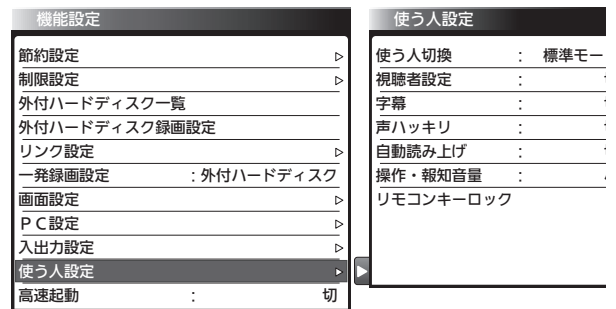 機能設定
節約設定
制限設定
外付ハードディスク一覧
外付ハードディスク録画設定
リンク設定
一発録画設定 : 外付ハードディスク
画面設定
PC設定
入出力設定
使う人設定
高速起動 : 切
使う人設定
使う人切換 : 標準モー
視聴者設定 :
字幕 :
声ハッキリ :
自動読み上げ :
操作・報知音量 :
リモコンキーロック